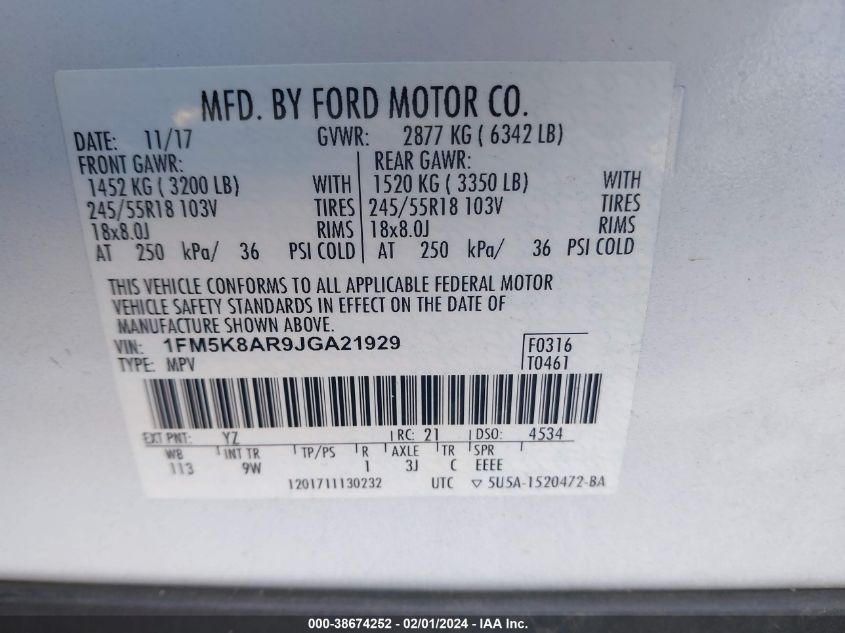 MFD. BY FORD MOTOR CO.
DATE: 11/17 GVWR: 2877 KG ( 6342 LB)
FRONT GAWR: REAR GAWR:
1452 KG ( 3200 LB) WITH 1520 KG ( 3350 LB) WITH
245/55R18 103V TIRES 245/55R18 103V TIRES
18x8.0J RIMS 18x8.0J RIMS
AT 250 kPa/ 36 PSI COLD AT 250 kPa/ 36 PSI COLD
THIS VEHICLE CONFORMS TO ALL APPLICABLE FEDERAL MOTOR
VEHICLE SAFETY STANDARDS IN EFFECT ON THE DATE OF
MANUFACTURE SHOWN ABOVE.
VIN: 1FM5K8AR9JGA21929 F0316
TYPE: MPV T0461
EXT PNT: YZ RC: 21 DSO: 4534
WB INT TR TP/PS R AXLE TR SPR
113 9W 1 3J C EEEE
1201711130232 UTC ▽ 5U5A-1520472-BA
000-38674252 - 02/01/2024 - IAA Inc.